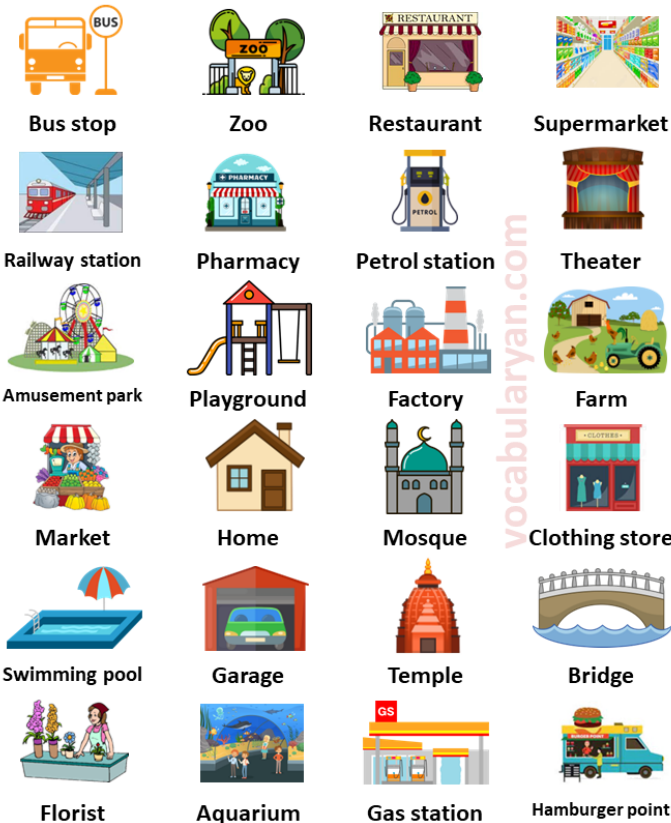 BUS
ZOO
RESTAURANT
Bus stop
Zoo
Restaurant
Supermarket
PHARMACY
PETROL
Railway station
Pharmacy
Petrol station
Theater
Amusement park
Playground
Factory
Farm
CLOTHES
Market
Home
Mosque
Clothing store
vocabularyan.com
Swimming pool
Garage
Temple
Bridge
GS
Florist
Aquarium
Gas station
Hamburger point